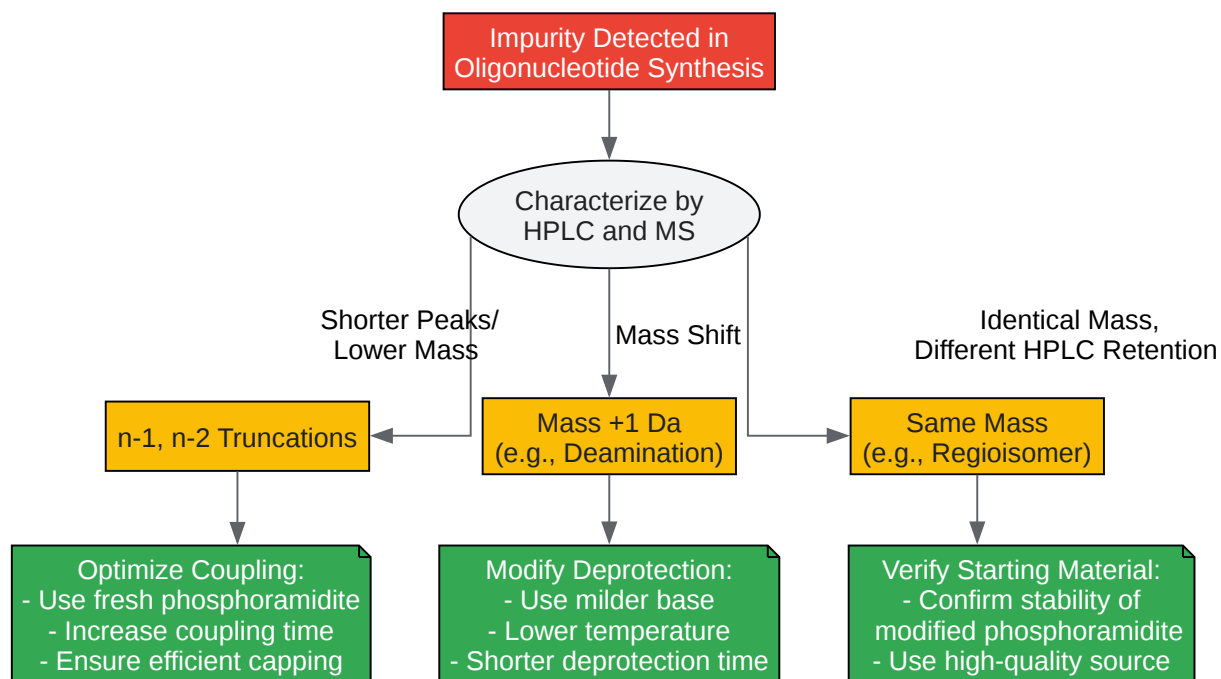 Impurity Detected in
Oligonucleotide Synthesis
Characterize by
HPLC and MS
Shorter Peaks/
Lower Mass
Mass Shift
Identical Mass,
Different HPLC Retention
n-1, n-2 Truncations
Mass +1 Da
(e.g., Deamination)
Same Mass
(e.g., Regioisomer)
Optimize Coupling:
- Use fresh phosphoramidite
- Increase coupling time
- Ensure efficient capping
Modify Deprotection:
- Use milder base
- Lower temperature
- Shorter deprotection time
Verify Starting Material:
- Confirm stability of
modified phosphoramidite
- Use high-quality source